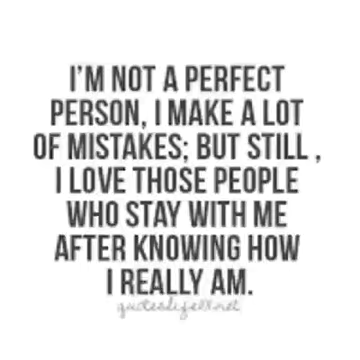 I'M NOT A PERFECT
PERSON, I MAKE A LOT
OF MISTAKES; BUT STILL ,
I LOVE THOSE PEOPLE
WHO STAY WITH ME
AFTER KNOWING HOW
I REALLY AM.